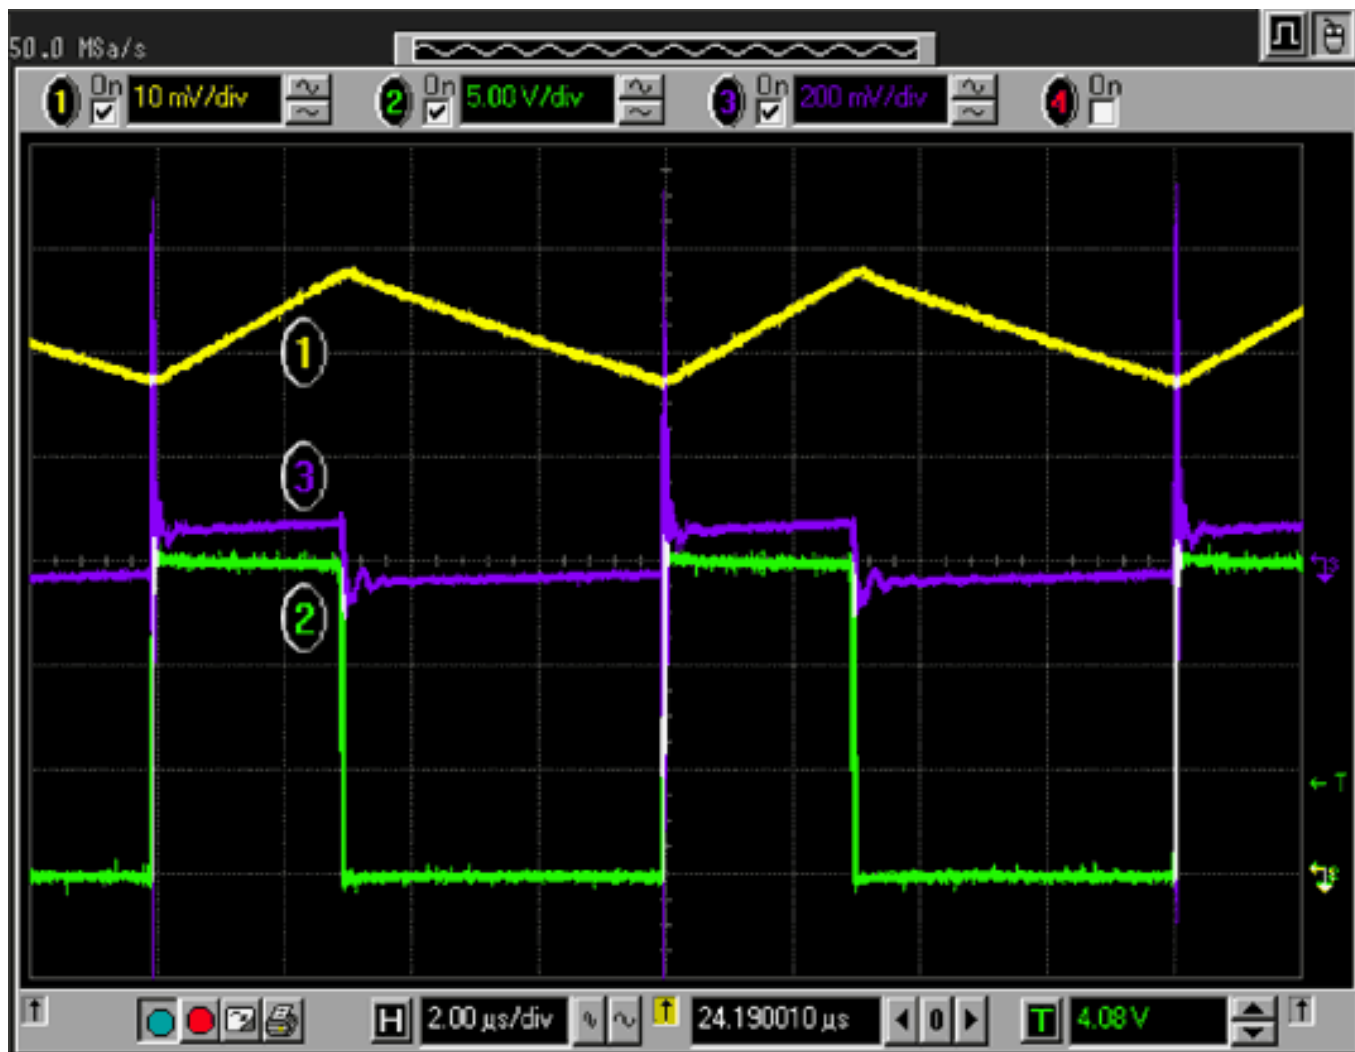 50.0 MSa/s
1 On 10 mV/div 2 On 5.00 V/div 3 On 200 mV/div 4 On
1
3
2
T
H 2.00 µs/div 24.190010 µs 0 T 4.08 V